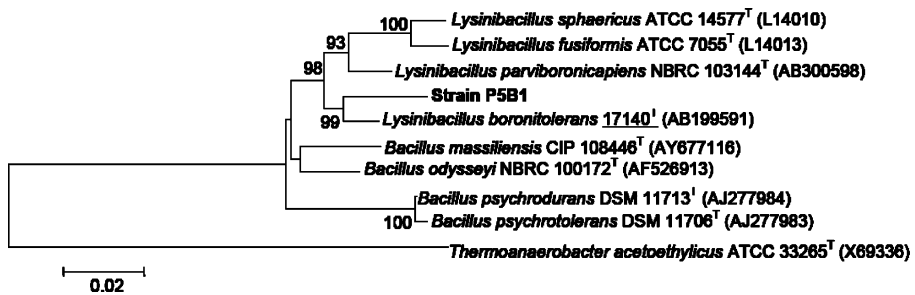 100
Lysinibacillus sphaericus ATCC 14577T (L14010)
93
Lysinibacillus fusiformis ATCC 7055T (L14013)
98
Lysinibacillus parviboronicapiens NBRC 103144T (AB300598)
Strain P5B1
99
Lysinibacillus boronitolerans 17140T (AB199591)
Bacillus massiliensis CIP 108446T (AY677116)
Bacillus odysseyi NBRC 100172T (AF526913)
Bacillus psychrodurans DSM 11713T (AJ277984)
100
Bacillus psychrotolerans DSM 11706T (AJ277983)
Thermoanaerobacter acetoethylicus ATCC 33265T (X69336)
0.02